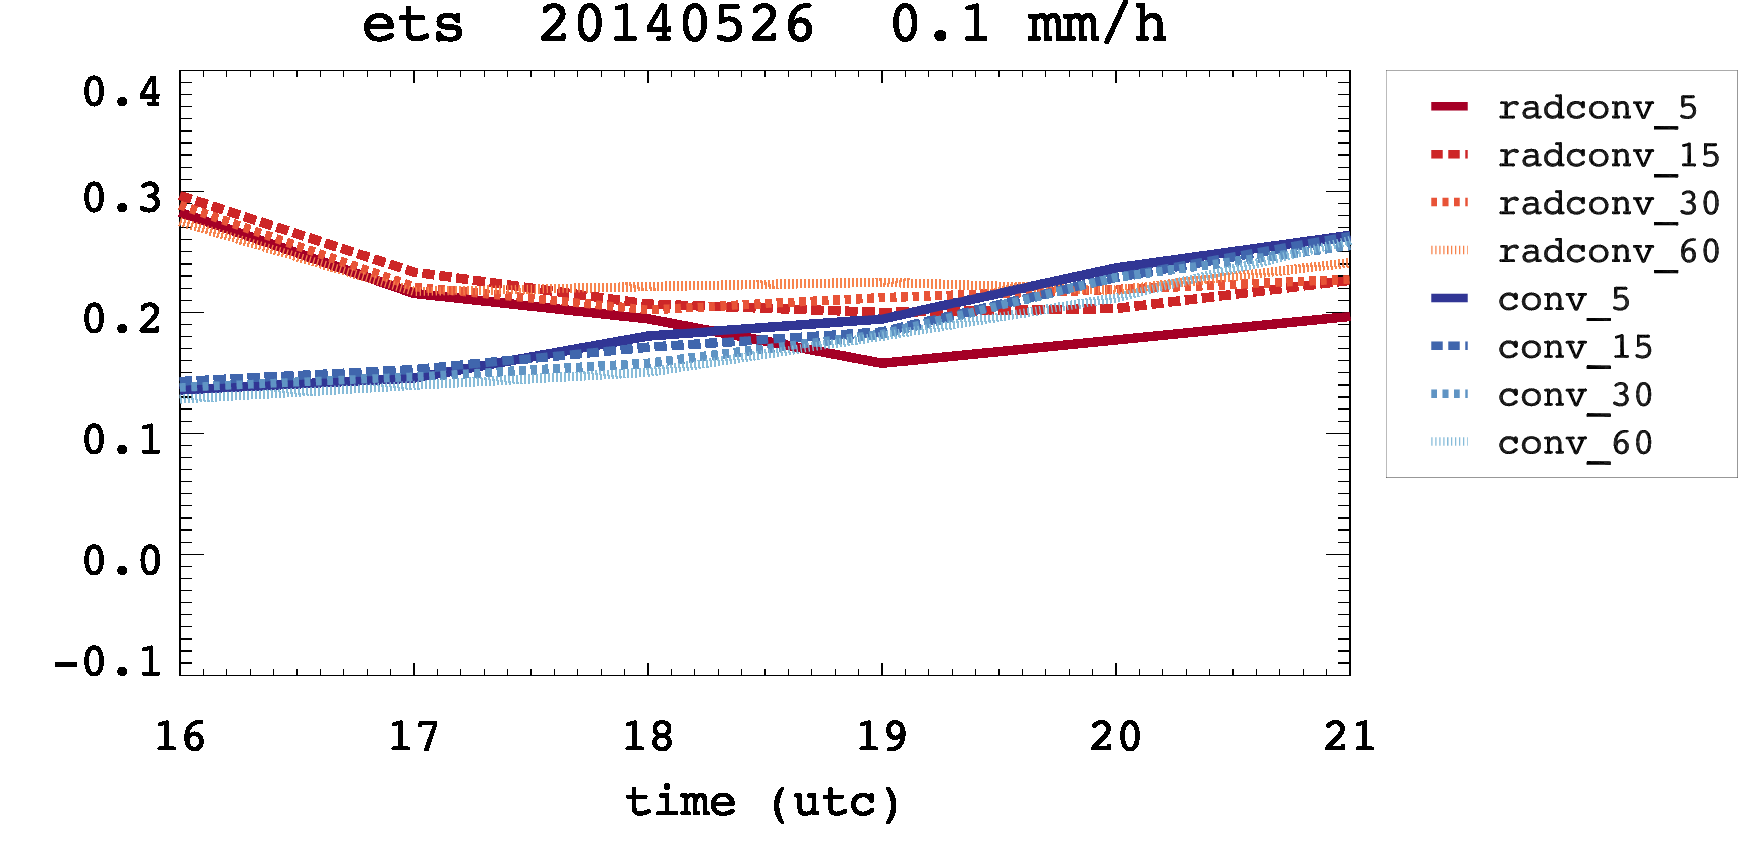 ets 20140526 0.1 mm/h
0.4
0.3
0.2
0.1
0.0
-0.1
16 17 18 19 20 21
time (utc)
radconv_5
radconv_15
radconv_30
radconv_60
conv_5
conv_15
conv_30
conv_60